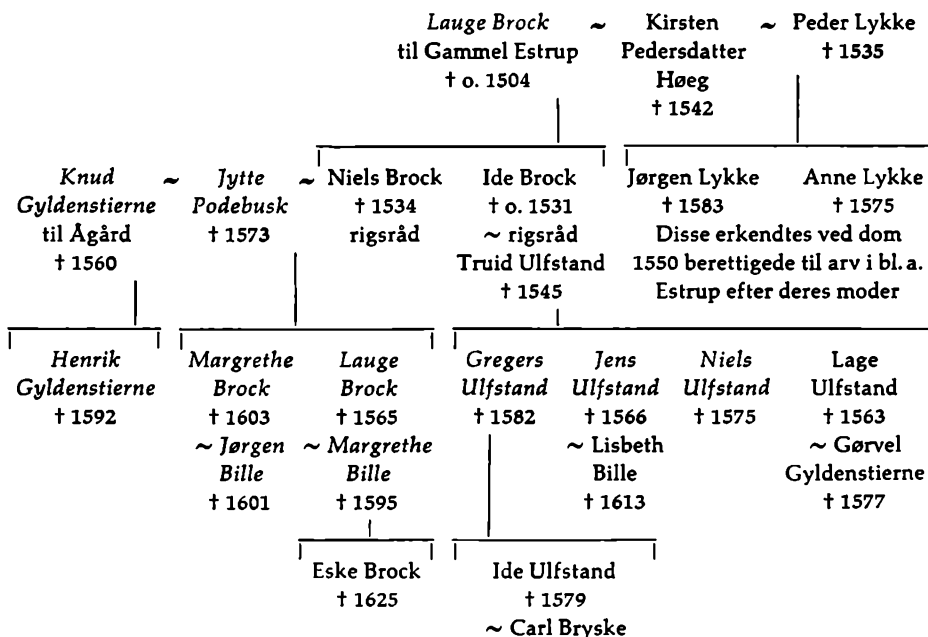 Lauge Brock ~ Kirsten ~ Peder Lykke
til Gammel Estrup Pedersdatter † 1535
† o. 1504 Høeg
† 1542
Knud ~ Jytte ~ Niels Brock Ide Brock Jørgen Lykke Anne Lykke
Gyldenstierne Podebusk † 1534 † o. 1531 † 1583 † 1575
til Ågård † 1573 rigsråd ~ rigsråd Disse erkendtes ved dom
† 1560 Truid Ulfstand 1550 berettigede til arv i bl.a.
† 1545 Estrup efter deres moder
Henrik Margrethe Lauge Gregers Jens Niels Lage
Gyldenstierne Brock Brock Ulfstand Ulfstand Ulfstand Ulfstand
† 1592 † 1603 † 1565 † 1582 † 1566 † 1575 † 1563
~ Jørgen ~ Margrethe ~ Lisbeth ~ Gørvel
Bille Bille Bille Gyldenstierne
† 1601 † 1595 † 1613 † 1577
Eske Brock Ide Ulfstand
† 1625 † 1579
~ Carl Bryske